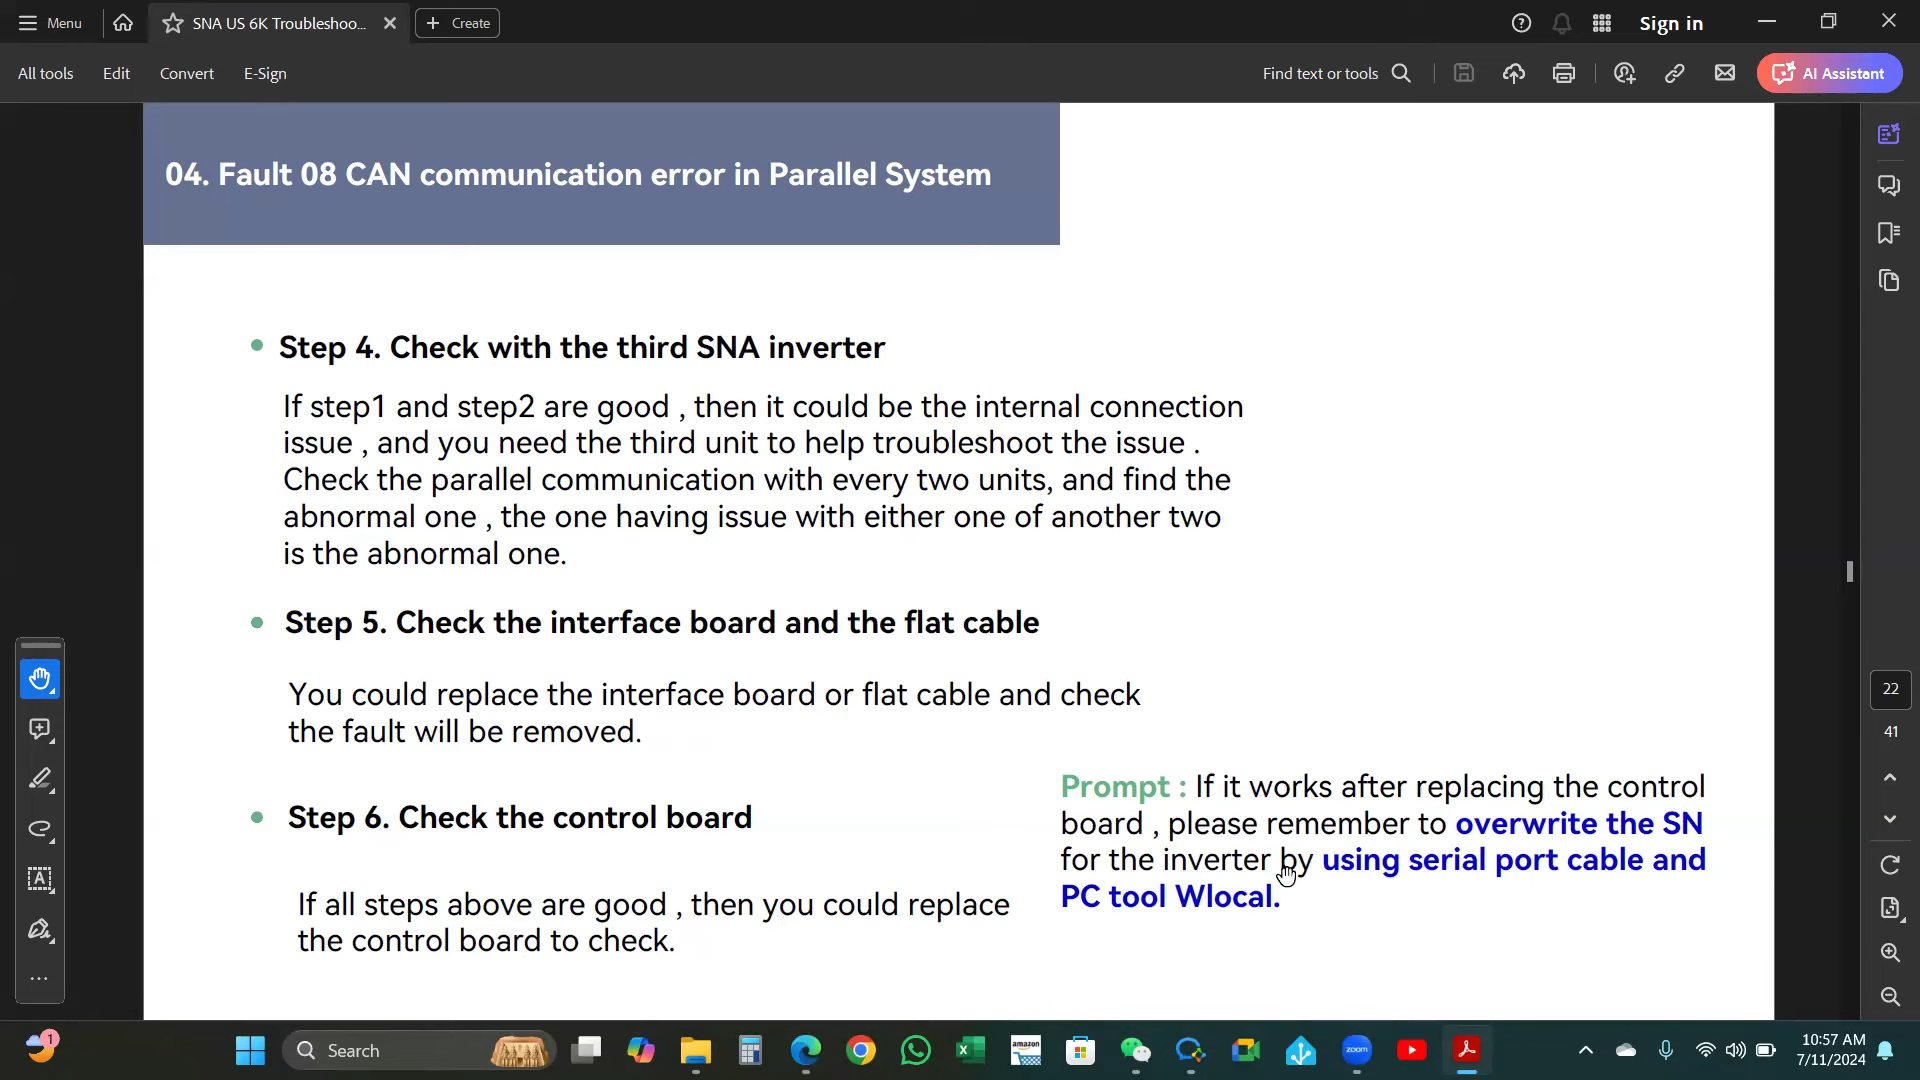 Menu
SNA US 6K Troubleshoo...
Create
Sign in
All tools
Edit
Convert
E-Sign
Find text or tools
AI Assistant
04. Fault 08 CAN communication error in Parallel System
Step 4. Check with the third SNA inverter
If step1 and step2 are good , then it could be the internal connection
issue , and you need the third unit to help troubleshoot the issue .
Check the parallel communication with every two units, and find the
abnormal one , the one having issue with either one of another two
is the abnormal one.
Step 5. Check the interface board and the flat cable
You could replace the interface board or flat cable and check
the fault will be removed.
Step 6. Check the control board
If all steps above are good , then you could replace
the control board to check.
Prompt : If it works after replacing the control
board , please remember to overwrite the SN
for the inverter by using serial port cable and
PC tool Wlocal.
22
41
1
Search
amazon
zoom
10:57 AM
7/11/2024